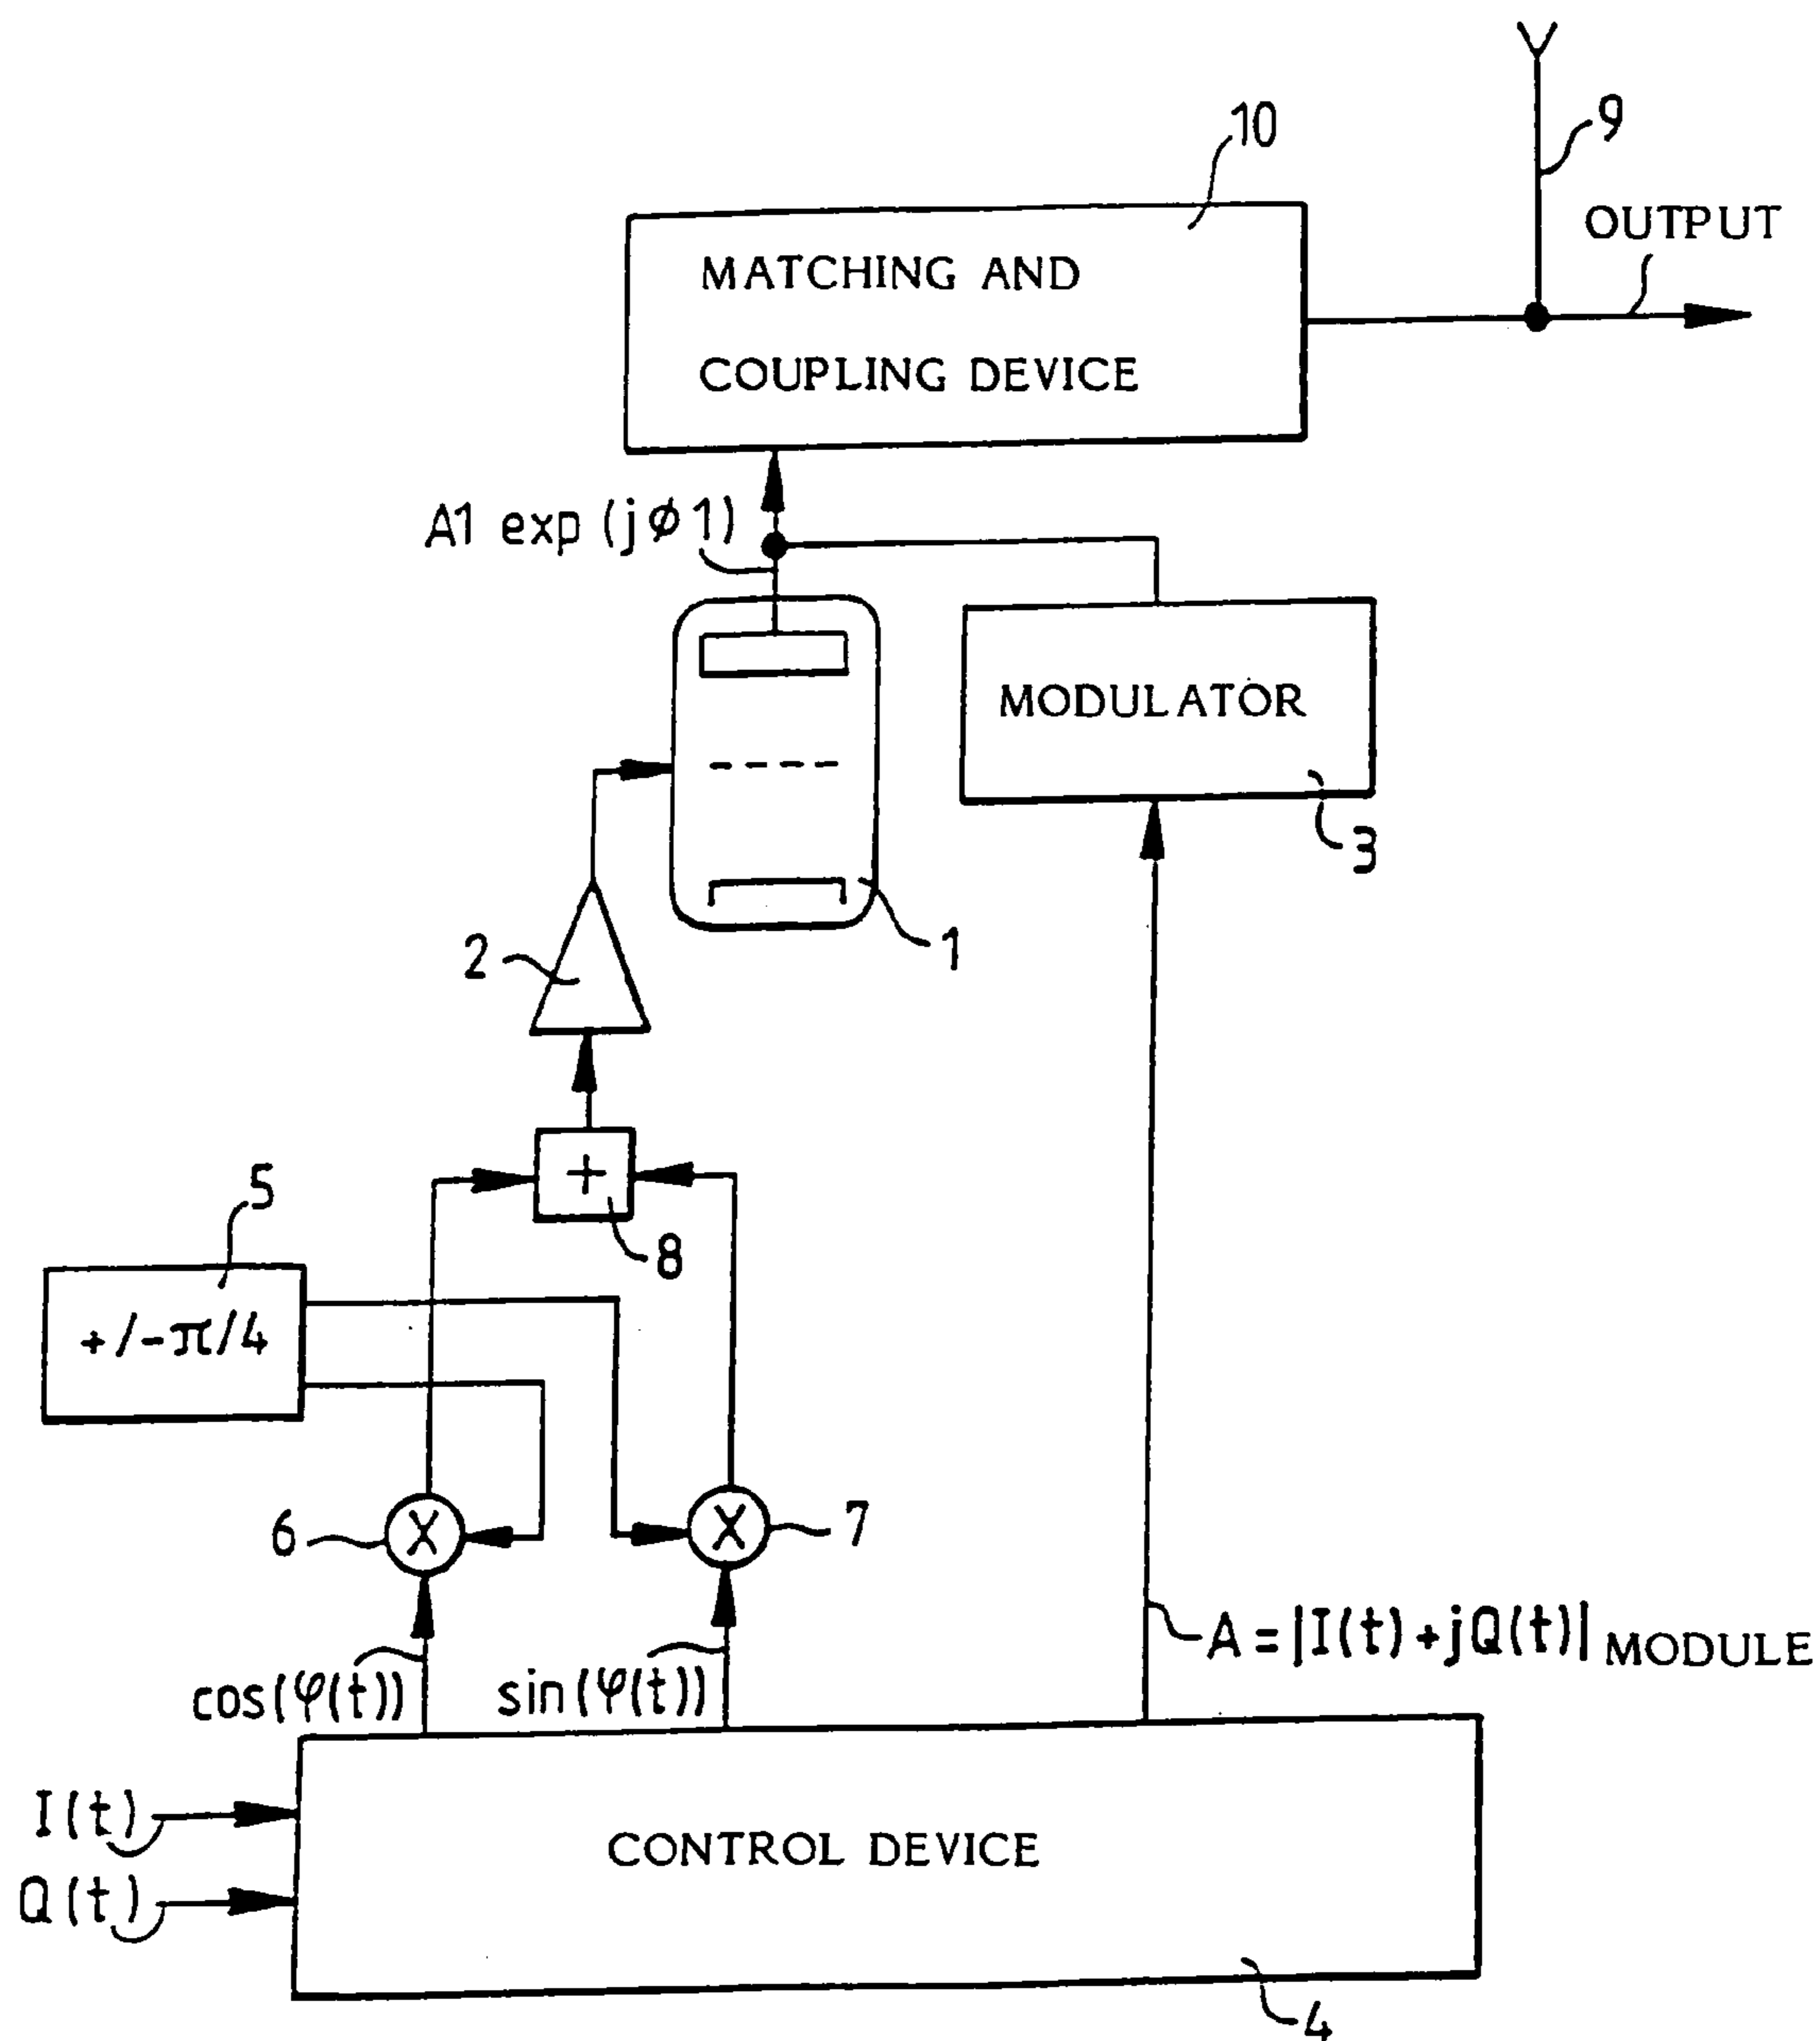 10
9
OUTPUT
MATCHING AND
COUPLING DEVICE
A1 exp (jø1)
MODULATOR
3
1
2
+
8
5
+/-π/4
6
X
X
7
A = |I(t) + jQ(t)| MODULE
cos(φ(t))
sin(φ(t))
I(t)
Q(t)
CONTROL DEVICE
4